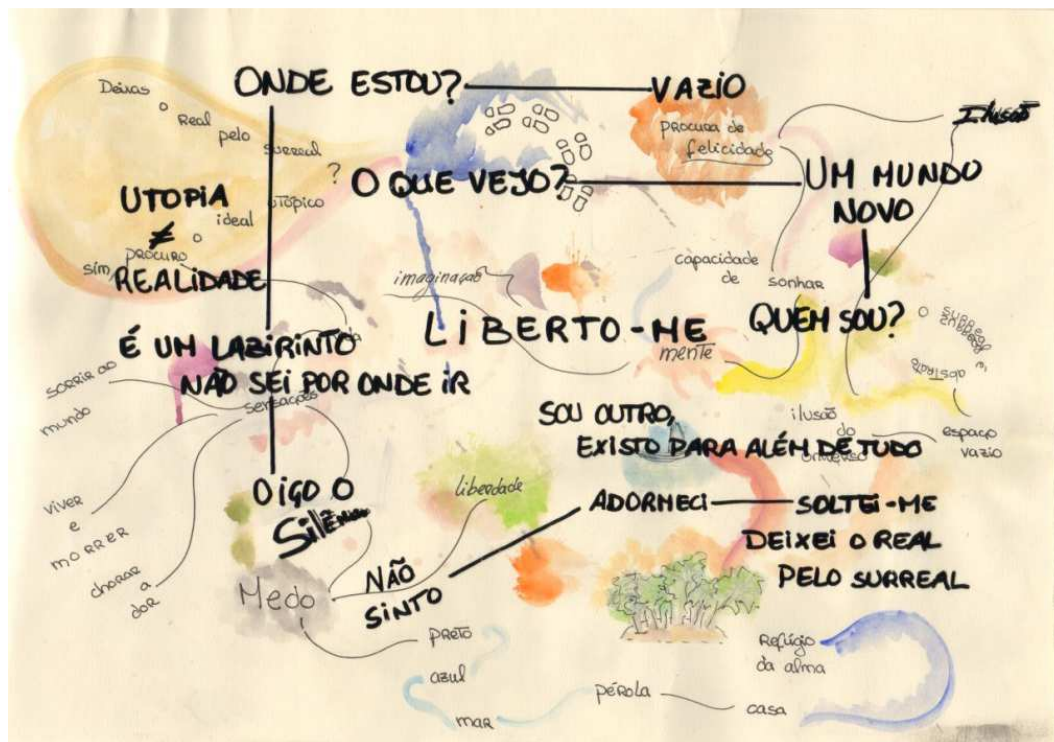 ONDE ESTOU? VAZIO
Deixas
o
Real
pelo
surreal
?
utópico
ideal
o
procuro
sim
procura de
felicidade
Ilusão
O QUE VEJO? UM MUNDO
NOVO
UTOPIA
≠
REALIDADE
imaginação
capacidade
de sonhar
LIBERTO-ME
QUEM SOU?
mente
o
surreal
e
abstrato
É UM LABIRINTO
NÃO SEI POR ONDE IR
sorrir ao
mundo
sensações
SOU OUTRO,
EXISTO PARA ALÉM DE TUDO
ilusão
do
universo
espaço
vazio
viver
e
morrer
chorar
a
dor
OIÇO O
Silêncio
liberdade
ADORMECI SOLTEI-ME
DEIXEI O REAL
PELO SURREAL
Medo
NÃO
SINTO
preto
azul
mar
pérola
casa
Refúgio
da alma